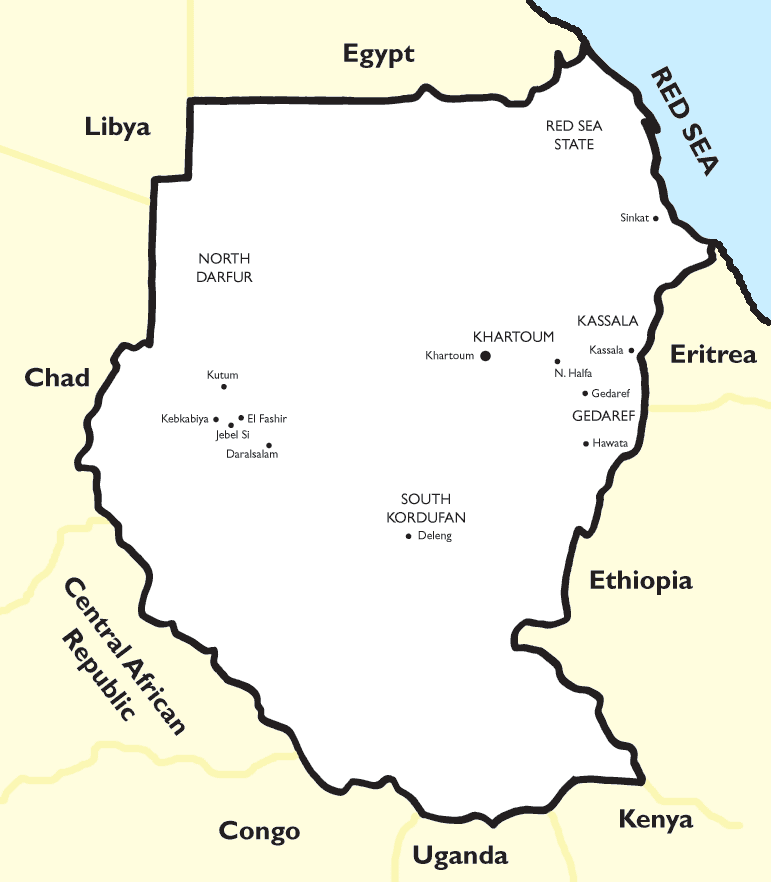 Egypt
RED SEA
Libya
RED SEA
STATE
Sinkat
NORTH
DARFUR
KASSALA
KHARTOUM
Khartoum
Kassala
Eritrea
N. Halfa
Chad
Kutum
Gedaref
GEDAREF
Kebkabiya
El Fashir
Jebel Si
Hawata
Daralsalam
SOUTH
KORDUFAN
Deleng
Ethiopia
Central African
Republic
Kenya
Congo
Uganda